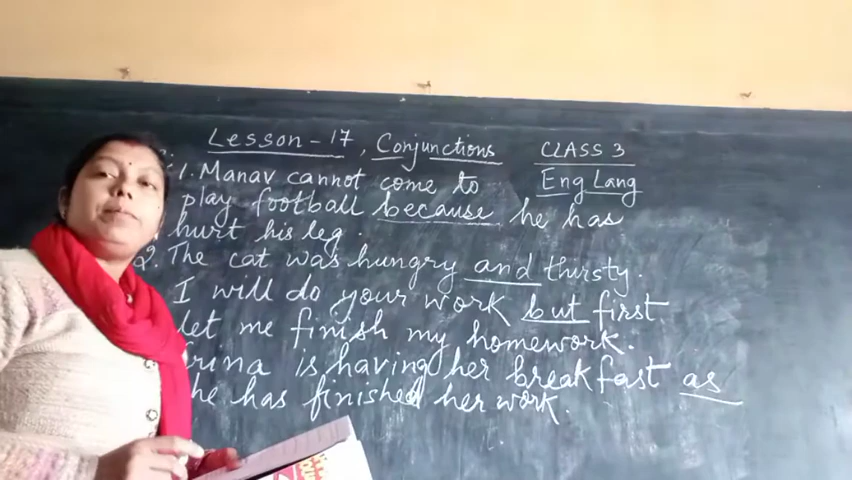 Lesson - 17, Conjunctions CLASS 3
Eng Lang
1. Manav cannot come to
play football because he has
hurt his leg.
2. The cat was hungry and thirsty.
I will do your work but first
let me finish my homework.
is having her breakfast as
he has finished her work.